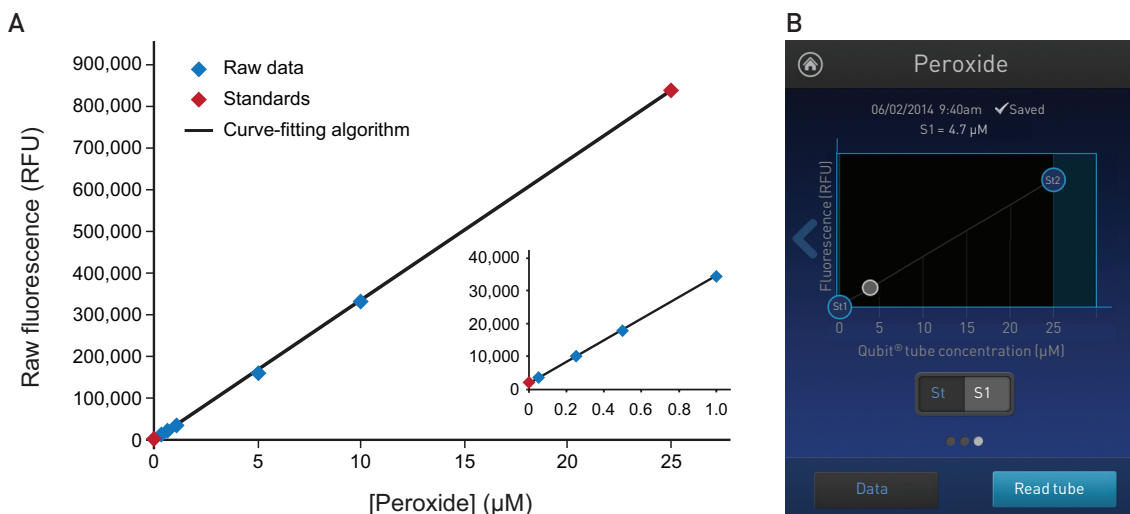 A
Raw fluorescence (RFU)
900,000
800,000
700,000
600,000
500,000
400,000
300,000
200,000
100,000
0
Raw data
Standards
Curve-fitting algorithm
40,000
30,000
20,000
10,000
0
0 0.2 0.4 0.6 0.8 1.0
0 5 10 15 20 25
[Peroxide] (µM)
B
Peroxide
06/02/2014 9:40am ✓Saved
S1 = 4.7 µM
Fluorescence (RFU)
St2
St1
0 5 10 15 20 25
Qubit® tube concentration (µM)
St S1
Data Read tube